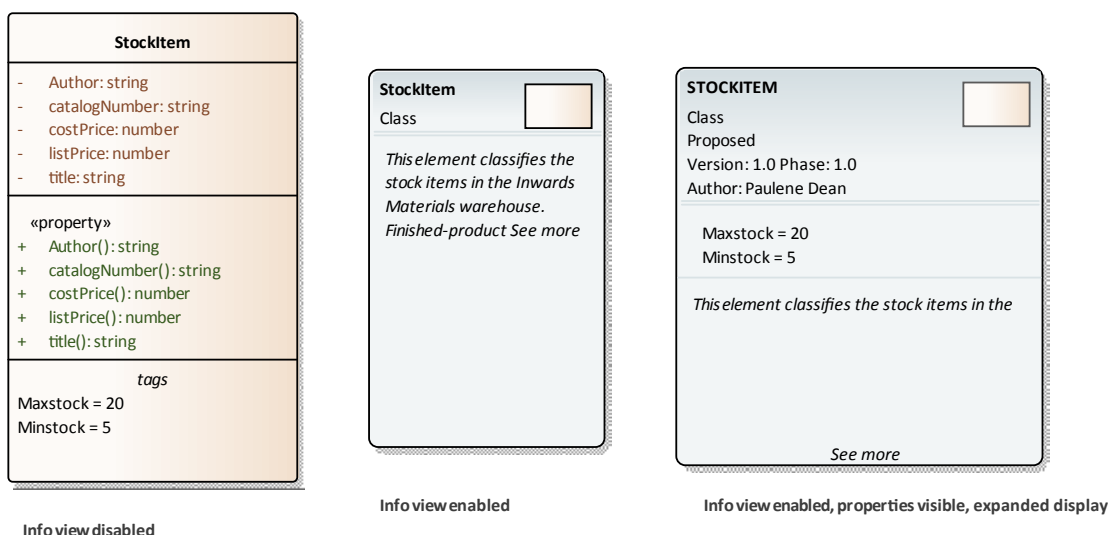 StockItem
- Author: string
- catalogNumber: string
- costPrice: number
- listPrice: number
- title: string
«property»
+ Author(): string
+ catalogNumber(): string
+ costPrice(): number
+ listPrice(): number
+ title(): string
tags
Maxstock = 20
Minstock = 5
Info view disabled
StockItem
Class
This element classifies the
stock items in the Inwards
Materials warehouse.
Finished-product See more
Info view enabled
STOCKITEM
Class
Proposed
Version: 1.0 Phase: 1.0
Author: Paulene Dean
Maxstock = 20
Minstock = 5
This element classifies the stock items in the
See more
Info view enabled, properties visible, expanded display